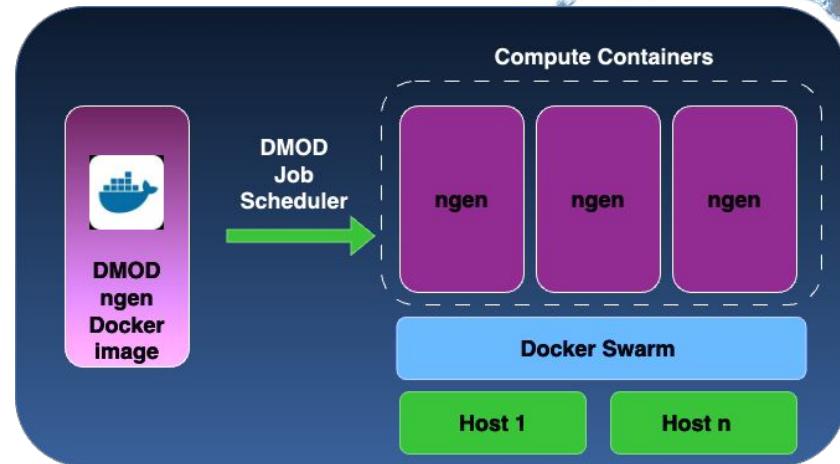 Compute Containers
DMOD
Job
Scheduler
DMOD
ngen
Docker
image
ngen
ngen
ngen
Docker Swarm
Host 1
Host n